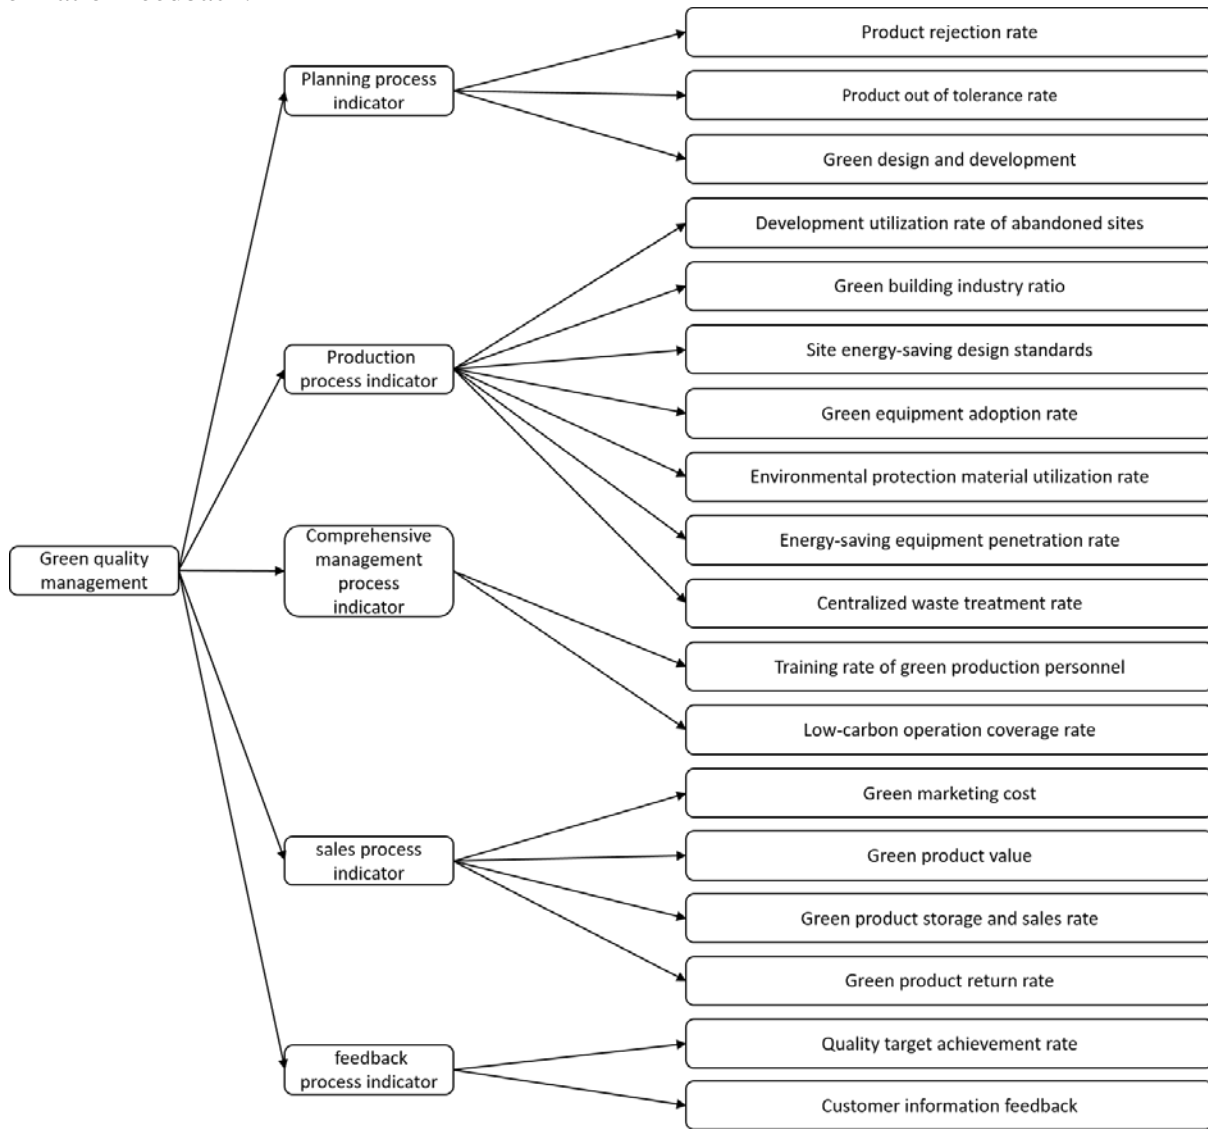 Product rejection rate
Planning process
indicator
Product out of tolerance rate
Green design and development
Development utilization rate of abandoned sites
Green building industry ratio
Production
process indicator
Site energy-saving design standards
Green equipment adoption rate
Environmental protection material utilization rate
Energy-saving equipment penetration rate
Centralized waste treatment rate
Green quality
management
Comprehensive
management
process
indicator
Training rate of green production personnel
Low-carbon operation coverage rate
Green marketing cost
sales process
indicator
Green product value
Green product storage and sales rate
Green product return rate
Quality target achievement rate
feedback
process indicator
Customer information feedback